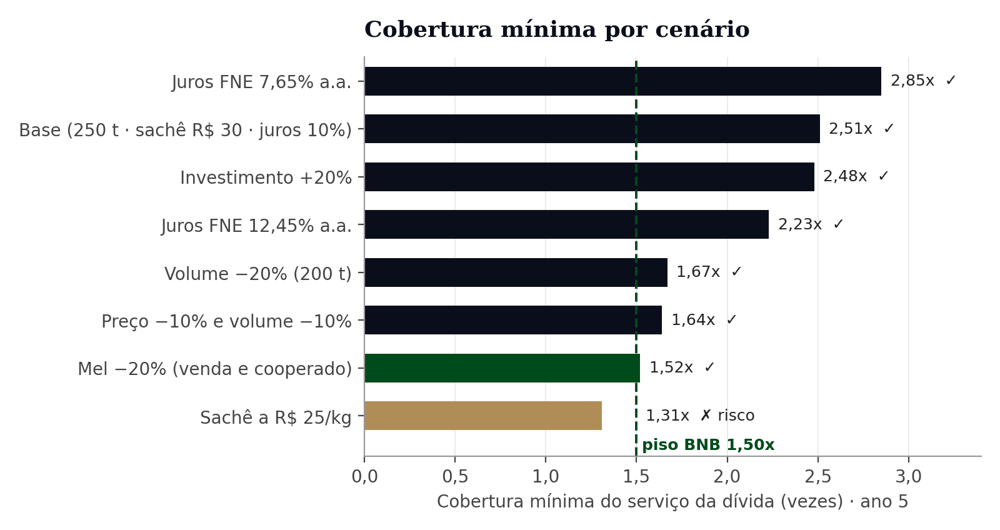 Cobertura mínima por cenário
Juros FNE 7,65% a.a. 2,85x ✓
Base (250 t · sachê R$ 30 · juros 10%) 2,51x ✓
Investimento +20% 2,48x ✓
Juros FNE 12,45% a.a. 2,23x ✓
Volume −20% (200 t) 1,67x ✓
Preço −10% e volume −10% 1,64x ✓
Mel −20% (venda e cooperado) 1,52x ✓
Sachê a R$ 25/kg 1,31x ✗ risco
piso BNB 1,50x
0,0 0,5 1,0 1,5 2,0 2,5 3,0
Cobertura mínima do serviço da dívida (vezes) · ano 5